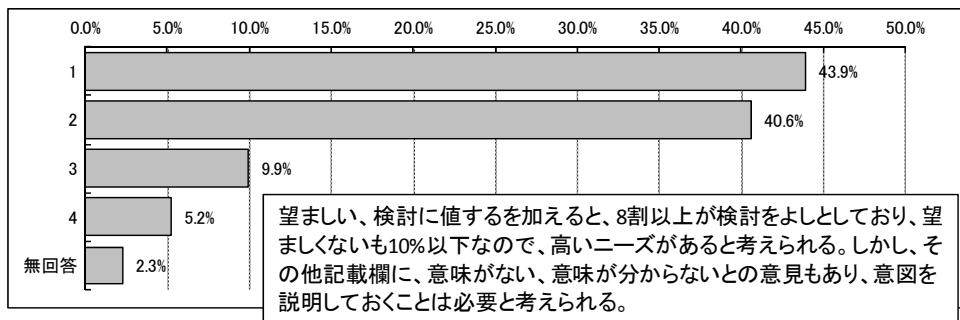 0.0% 5.0% 10.0% 15.0% 20.0% 25.0% 30.0% 35.0% 40.0% 45.0% 50.0%
1 43.9%
2 40.6%
3 9.9%
4 5.2%
無回答 2.3%
望ましい、検討に値するを加えると、8割以上が検討をよしとしており、望
ましくないも10%以下なので、高いニーズがあると考えられる。しかし、そ
の他記載欄に、意味がない、意味が分からないとの意見もあり、意図を
説明しておくことは必要と考えられる。